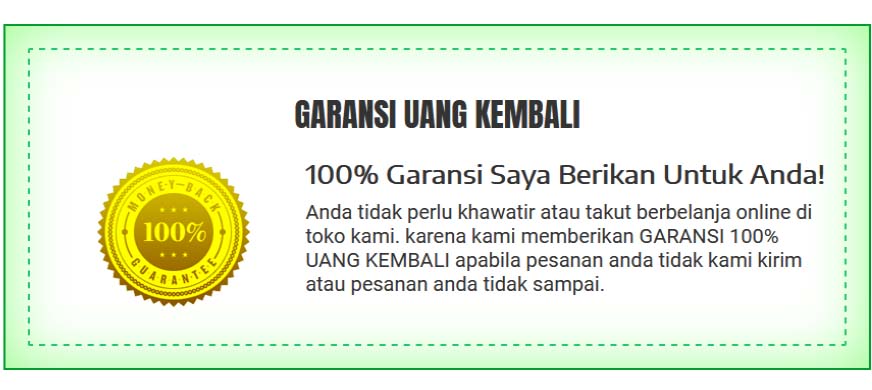 GARANSI UANG KEMBALI
MONEY-BACK
100%
GUARANTEE
100% Garansi Saya Berikan Untuk Anda!
Anda tidak perlu khawatir atau takut berbelanja online di
toko kami. karena kami memberikan GARANSI 100%
UANG KEMBALI apabila pesanan anda tidak kami kirim
atau pesanan anda tidak sampai.